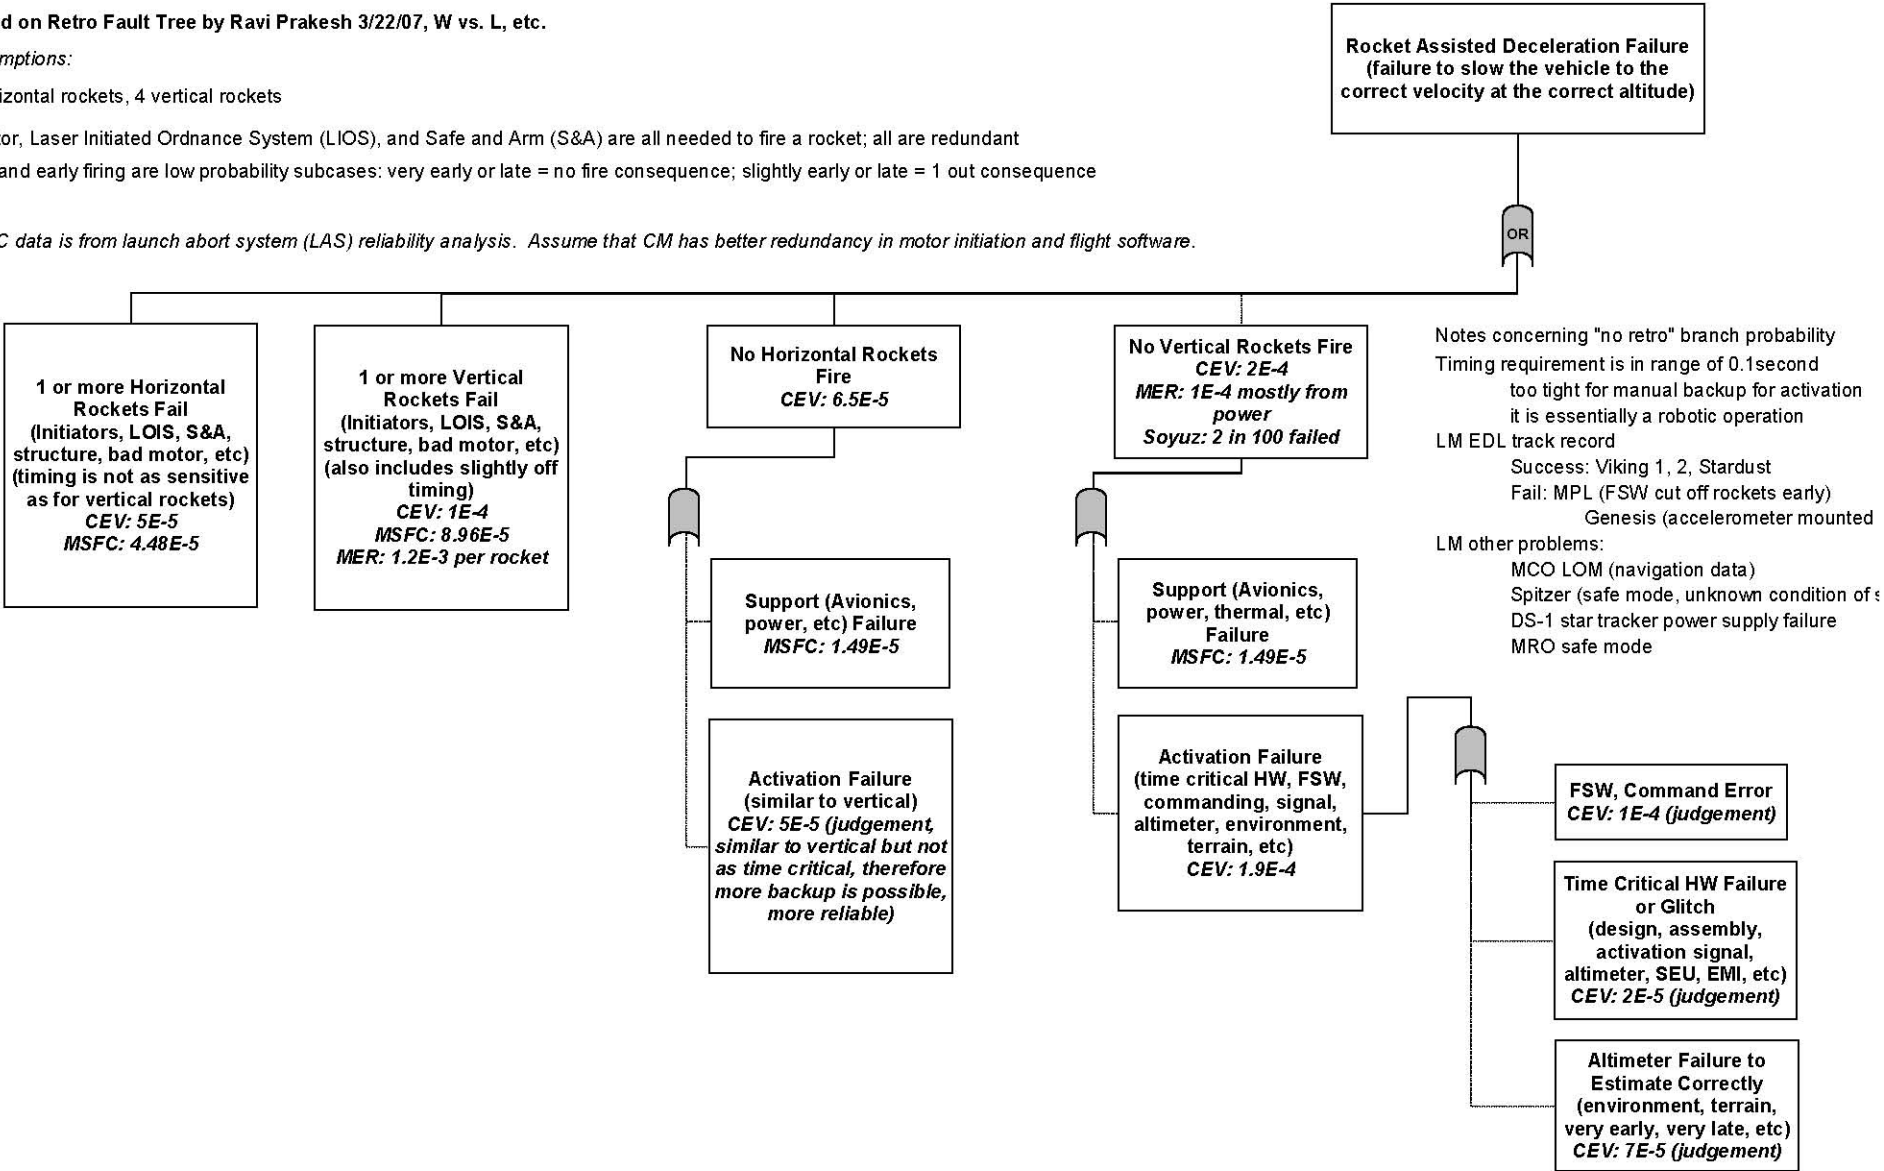 d on Retro Fault Tree by Ravi Prakesh 3/22/07, W vs. L, etc.
mptions:
izontal rockets, 4 vertical rockets
tor, Laser Initiated Ordnance System (LIOS), and Safe and Arm (S&A) are all needed to fire a rocket; all are redundant
and early firing are low probability subcases: very early or late = no fire consequence; slightly early or late = 1 out consequence
C data is from launch abort system (LAS) reliability analysis.  Assume that CM has better redundancy in motor initiation and flight software.
Rocket Assisted Deceleration Failure
(failure to slow the vehicle to the
correct velocity at the correct altitude)
OR
1 or more Horizontal
Rockets Fail
(Initiators, LOIS, S&A,
structure, bad motor, etc)
(timing is not as sensitive
as for vertical rockets)
CEV: 5E-5
MSFC: 4.48E-5
1 or more Vertical
Rockets Fail
(Initiators, LOIS, S&A,
structure, bad motor, etc)
(also includes slightly off
timing)
CEV: 1E-4
MSFC: 8.96E-5
MER: 1.2E-3 per rocket
No Horizontal Rockets
Fire
CEV: 6.5E-5
Support (Avionics,
power, etc) Failure
MSFC: 1.49E-5
Activation Failure
(similar to vertical)
CEV: 5E-5 (judgement,
similar to vertical but not
as time critical, therefore
more backup is possible,
more reliable)
No Vertical Rockets Fire
CEV: 2E-4
MER: 1E-4 mostly from
power
Soyuz: 2 in 100 failed
Support (Avionics,
power, thermal, etc)
Failure
MSFC: 1.49E-5
Activation Failure
(time critical HW, FSW,
commanding, signal,
altimeter, environment,
terrain, etc)
CEV: 1.9E-4
Notes concerning "no retro" branch probability
Timing requirement is in range of 0.1second
too tight for manual backup for activation
it is essentially a robotic operation
LM EDL track record
Success: Viking 1, 2, Stardust
Fail: MPL (FSW cut off rockets early)
Genesis (accelerometer mounted
LM other problems:
MCO LOM (navigation data)
Spitzer (safe mode, unknown condition of s
DS-1 star tracker power supply failure
MRO safe mode
FSW, Command Error
CEV: 1E-4 (judgement)
Time Critical HW Failure
or Glitch
(design, assembly,
activation signal,
altimeter, SEU, EMI, etc)
CEV: 2E-5 (judgement)
Altimeter Failure to
Estimate Correctly
(environment, terrain,
very early, very late, etc)
CEV: 7E-5 (judgement)